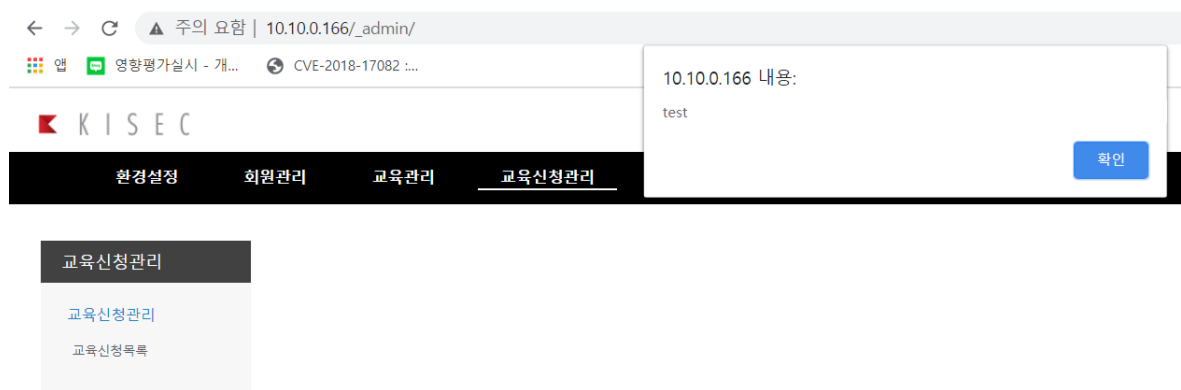 주의 요함 | 10.10.0.166/_admin/
앱 영향평가실시 - 개... CVE-2018-17082 :...
10.10.0.166 내용:
test
확인
KISEC
환경설정 회원관리 교육관리 교육신청관리
교육신청관리
교육신청관리
교육신청목록